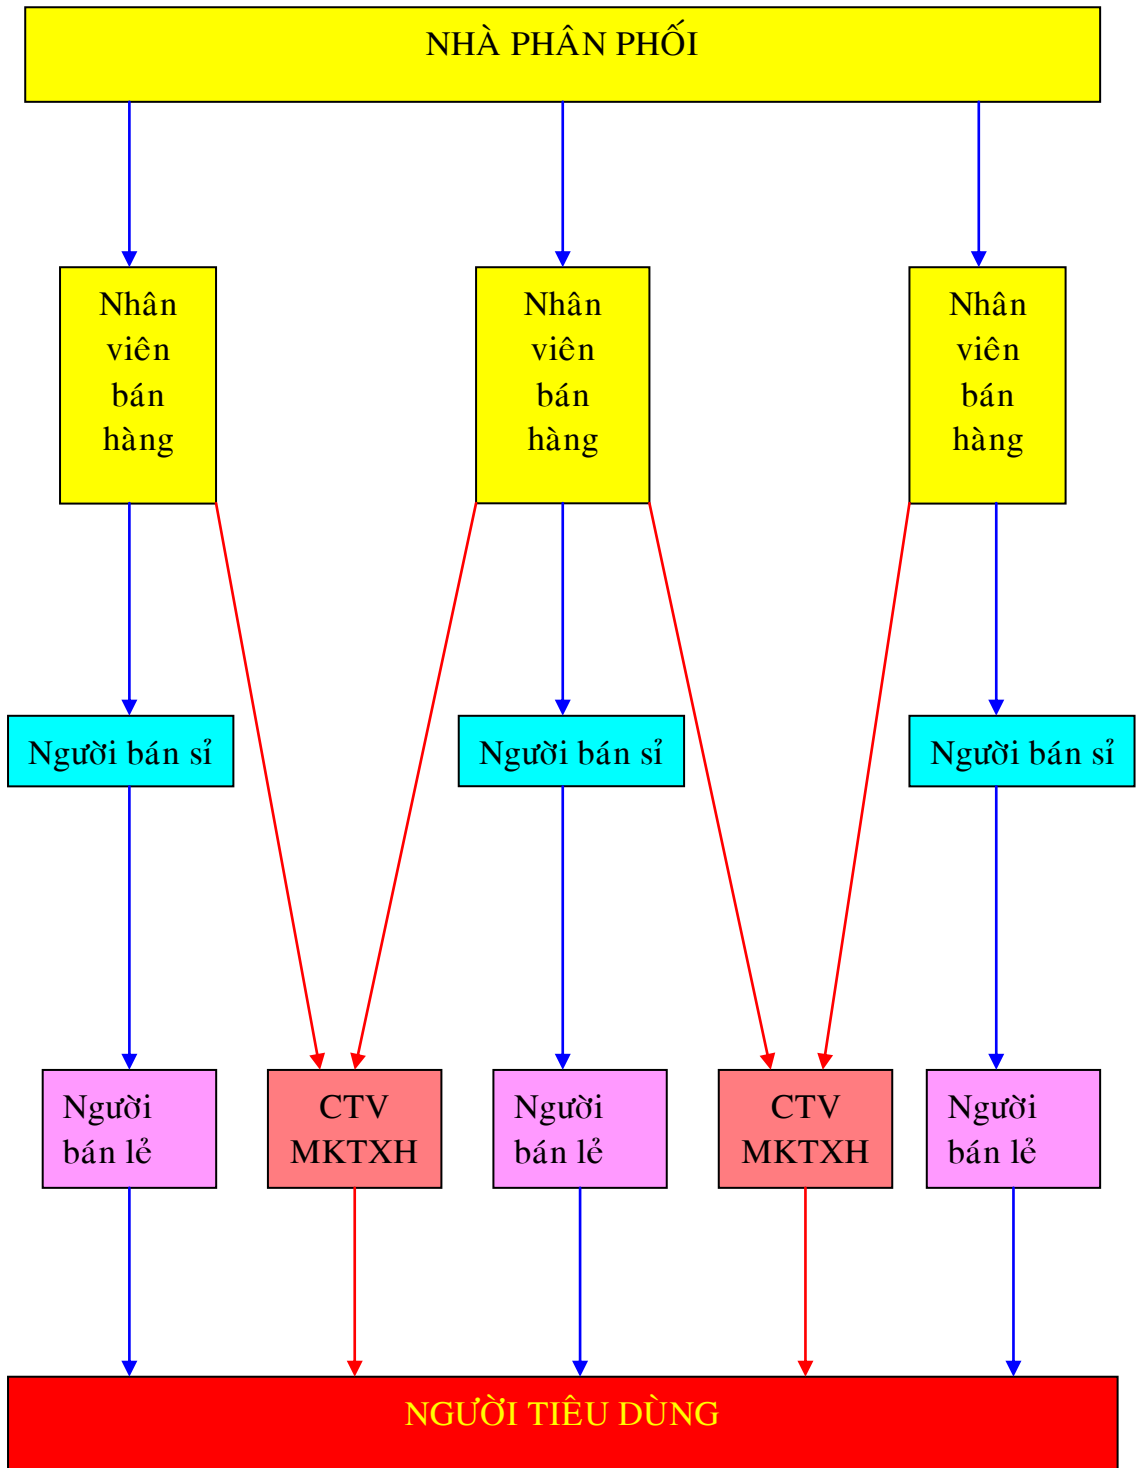 NHÀ PHÂN PHỐI
Nhân
viên
bán
hàng
Nhân
viên
bán
hàng
Nhân
viên
bán
hàng
Người bán sỉ
Người bán sỉ
Người bán sỉ
Người
bán lẻ
CTV
MKTXH
Người
bán lẻ
CTV
MKTXH
Người
bán lẻ
NGƯỜI TIÊU DÙNG